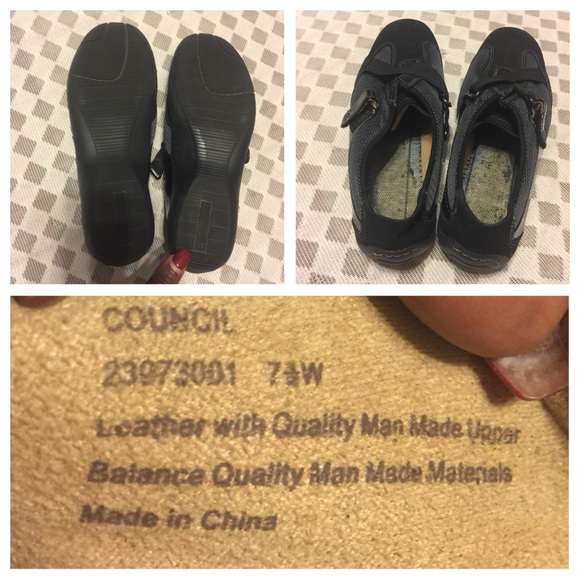 COUNCIL
23973001 7½W
Leather with Quality Man Made Upper
Balance Quality Man Made Materials
Made in China